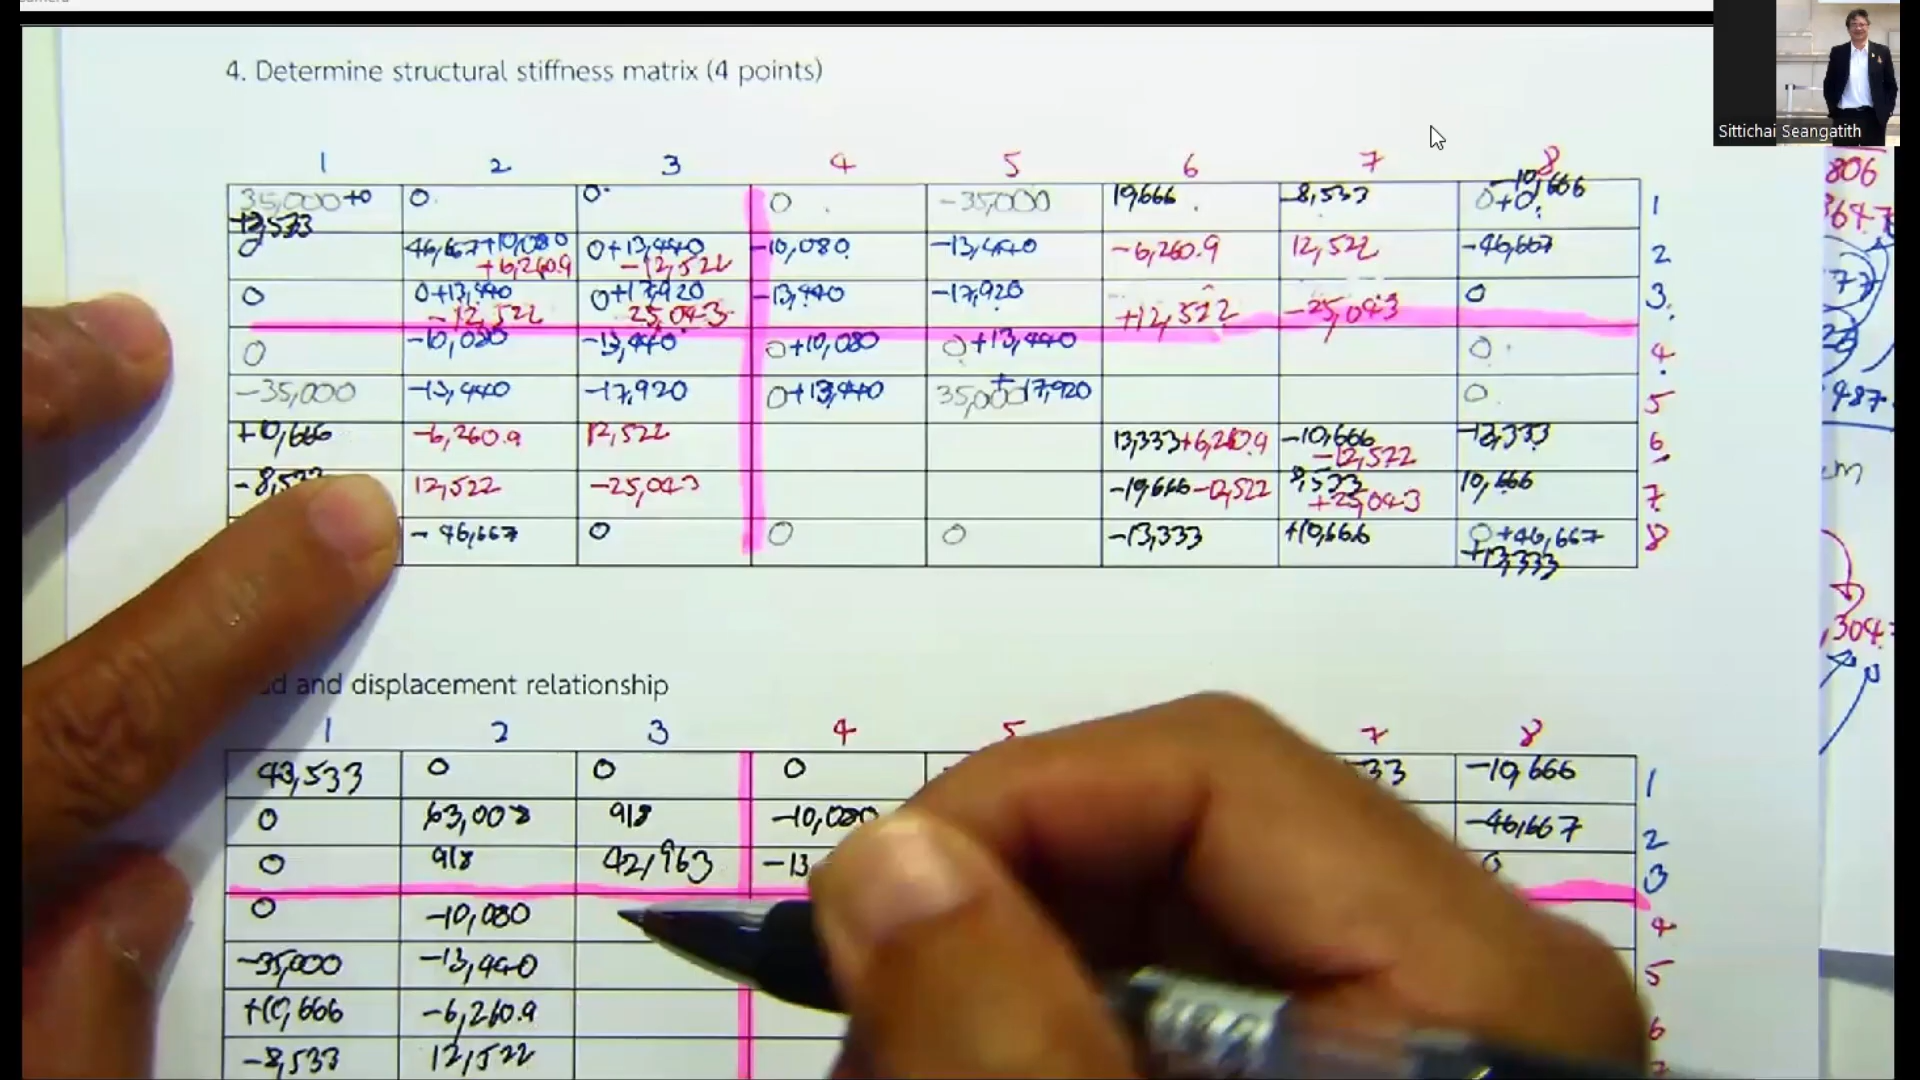 Sittichai Seangatith
4. Determine structural stiffness matrix (4 points)
1 2 3 4 5 6 7 8
35,000+0 0 0 0 -35,000 19,666 -8,533 0+0 -10,666 1
0 46,667+10,080 0+13,440 -10,080 -13,440 -6,260.9 12,522 -46,667 2
+6,260.9 -12,522
0 0+13,440 0+17,920 -13,440 -17,920 +12,522 -25,043 0 3
-12,522 25,043
0 -10,080 -13,440 0+10,080 0+13,440 0 4
-35,000 -13,440 -17,920 0+13,440 35,000+17,920 0 5
+10,666 -6,260.9 12,522 13,333+6,260.9 -10,666 -13,333 6
-12,522
12,522 -25,043 -19,666-12,522 8,533 10,666 7
+25,043
-46,667 0 0 0 -13,333 +10,666 0+46,667 8
+13,333
and displacement relationship
1 2 3 4 5 7 8
43,533 0 0 0 33 -10,666 1
0 63,008 918 -10,080 -46,667 2
0 918 42,963 -13 0 3
0 -10,080 4
-35,000 -13,440 5
+10,666 -6,260.9 6
-8,533 12,522
806
,304.
487